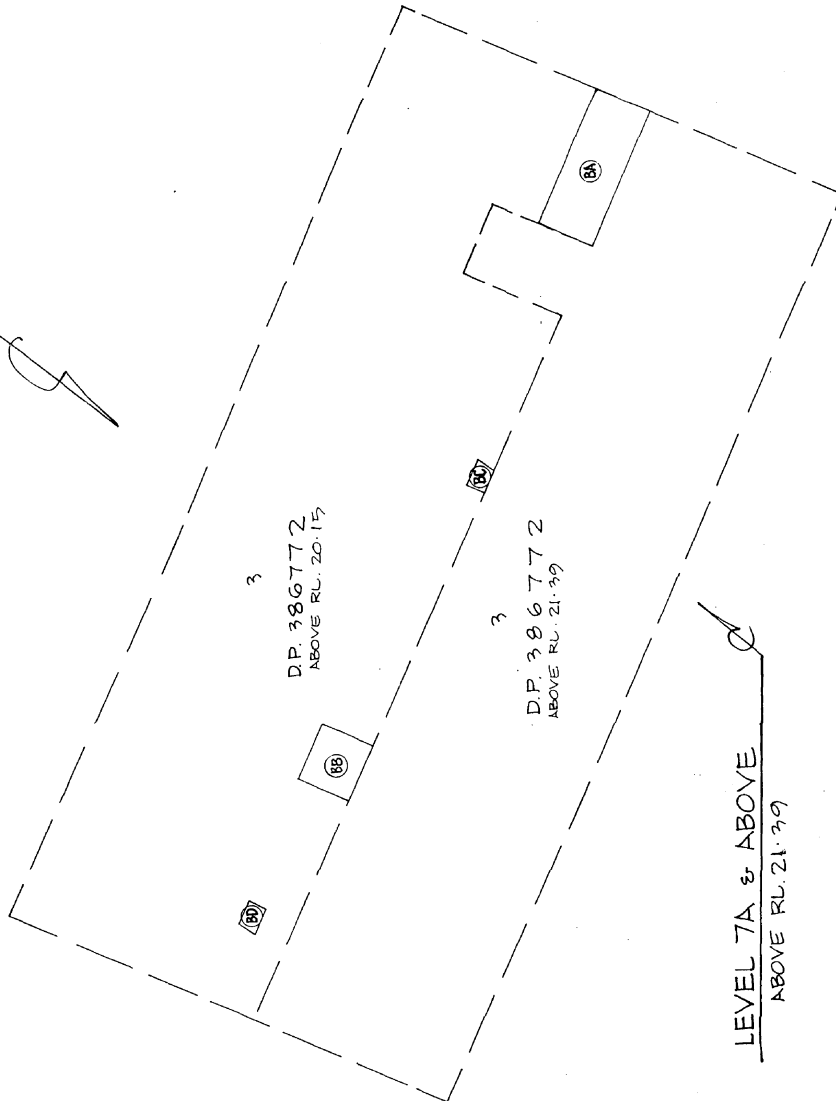 BA
BC
3
D.P. 386772
ABOVE RL. 20.15
3
D.P. 386772
ABOVE RL. 21.39
BB
BD
LEVEL 7A & ABOVE
ABOVE RL. 21.39